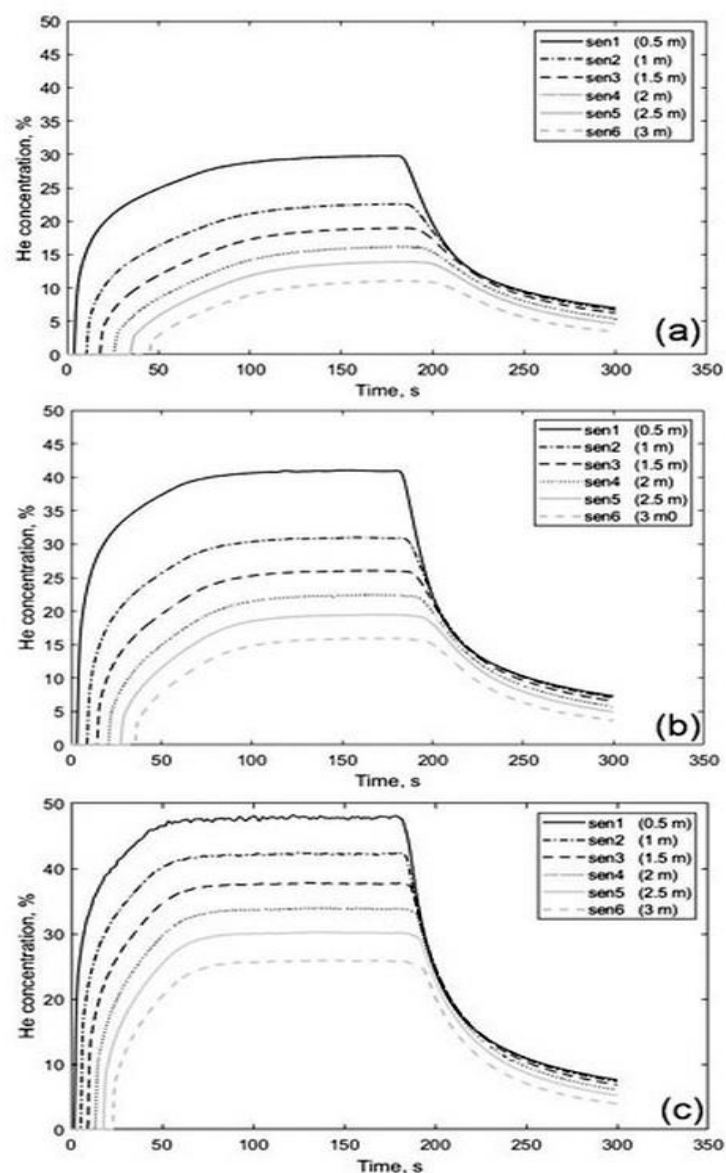 50
45
40
35
30
25
20
15
10
5
0
He concentration, %
sen1 (0.5 m)
sen2 (1 m)
sen3 (1.5 m)
sen4 (2 m)
sen5 (2.5 m)
sen6 (3 m)
(a)
0 50 100 150 200 250 300 350
Time, s
50
45
40
35
30
25
20
15
10
5
0
He concentration, %
sen1 (0.5 m)
sen2 (1 m)
sen3 (1.5 m)
sen4 (2 m)
sen5 (2.5 m)
sen6 (3 m0
(b)
0 50 100 150 200 250 300 350
Time, s
50
40
30
20
10
0
He concentration, %
sen1 (0.5 m)
sen2 (1 m)
sen3 (1.5 m)
sen4 (2 m)
sen5 (2.5 m)
sen6 (3 m)
(c)
0 50 100 150 200 250 300 350
Time, s